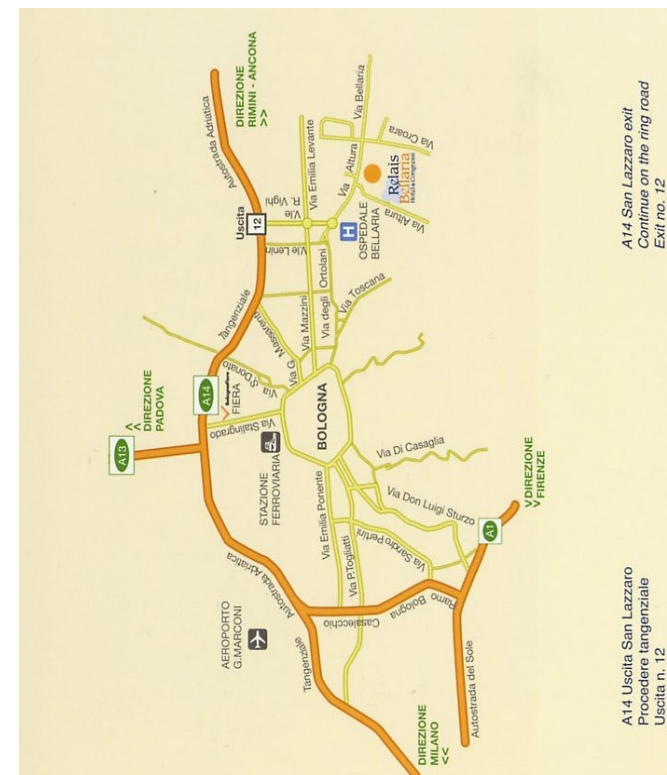 DIREZIONE
RIMINI - ANCONA
>>
Autostrada Adriatica
Uscita
12
V.le
R. Vighi
Via Emilia Levante
Via Bellaria
Via Croara
Via
Altura
Relais
Bellaria
Hotel & Congressi
Via Altura
H
OSPEDALE
BELLARIA
V.le Lenin
Tangenziale
Massarenti
Via G.
Via Mazzini
Via degli
Ortolani
Via Toscana
Via
S.Donato
A14
BolognaFiere
FIERA
Via Stalingrado
<<
DIREZIONE
PADOVA
A13
STAZIONE
FERROVIARIA
BOLOGNA
Via Di Casaglia
Via Emilia Ponente
Via Don Luigi Sturzo
Via P.Togliatti
Via Sandro Pertini
A1
V DIREZIONE
V FIRENZE
Autostrada Adriatica
AEROPORTO
G.MARCONI
Tangenziale
Casalecchio
Bologna
Ramo
Autostrada del Sole
DIREZIONE
MILANO
<<
A14 Uscita San Lazzaro
Procedere tangenziale
Uscita n. 12
A14 San Lazzaro exit
Continue on the ring road
Exit no. 12